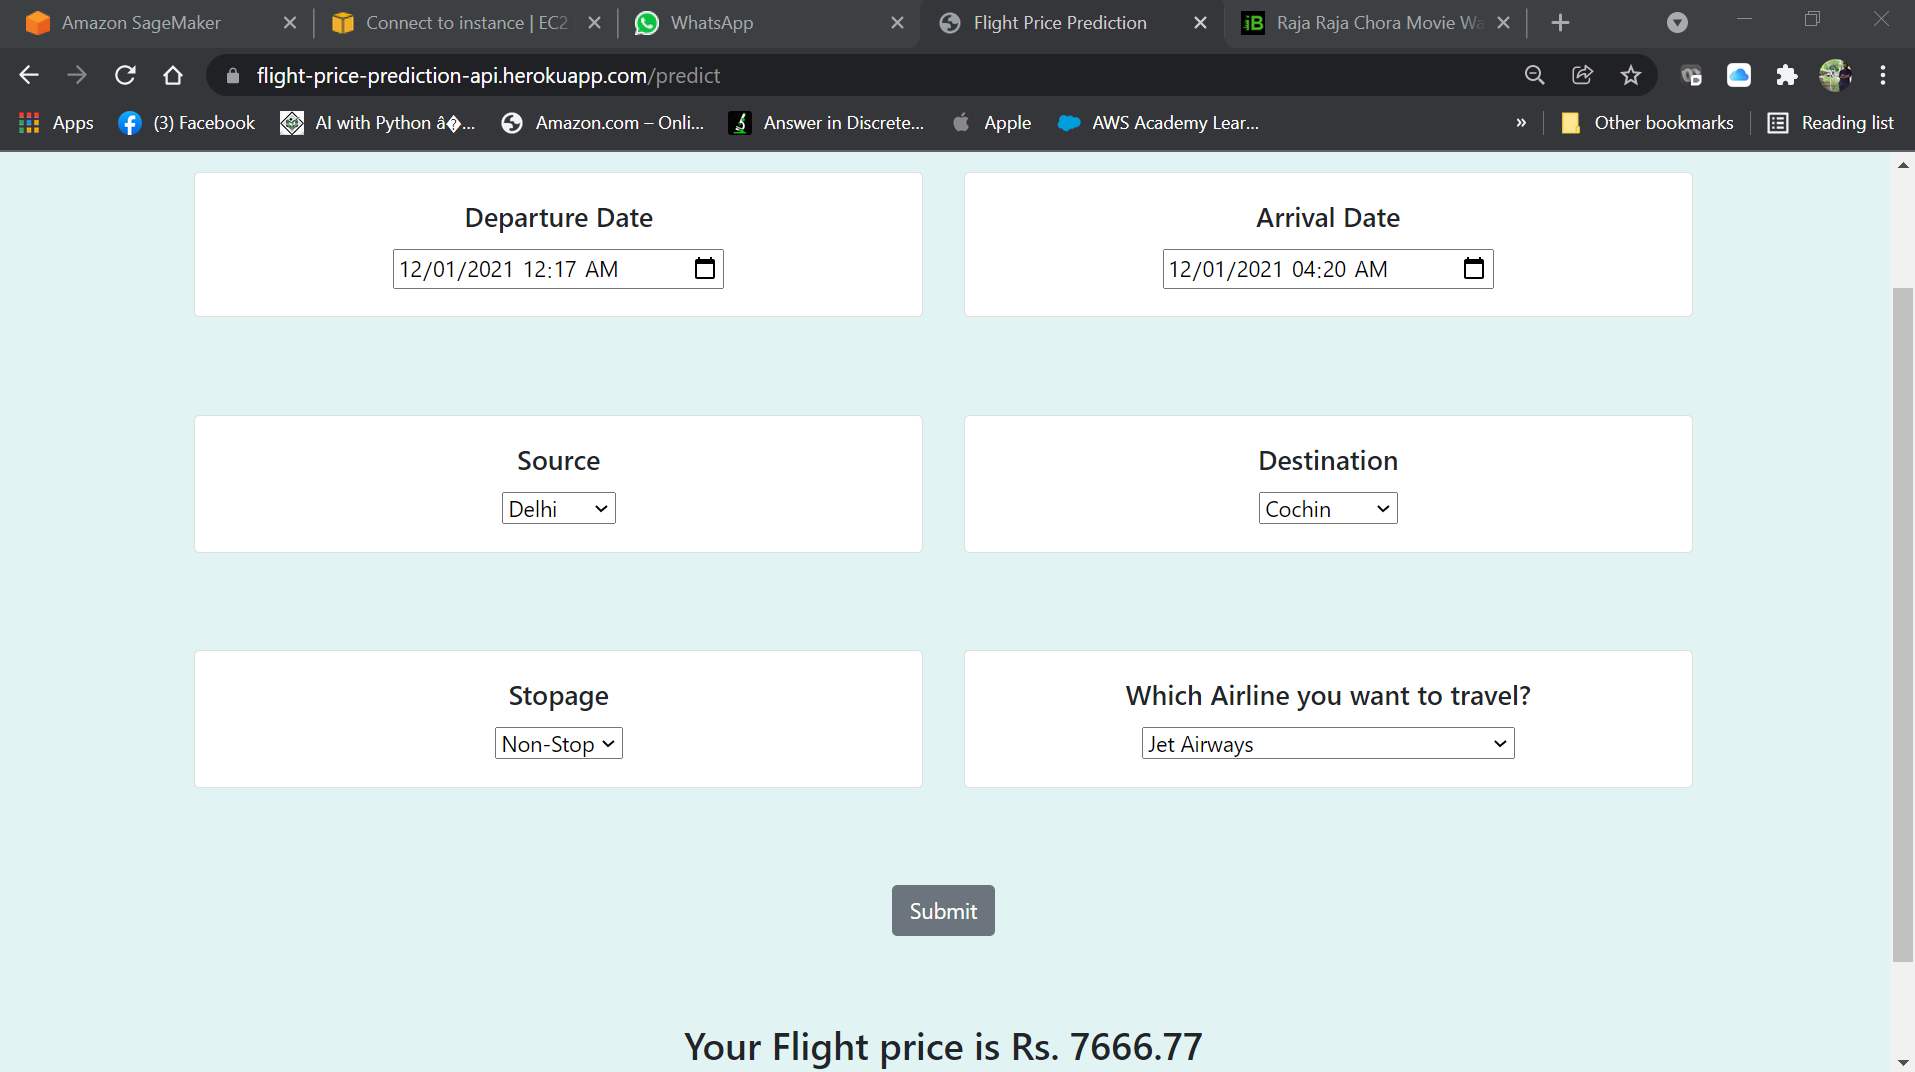 Amazon SageMaker
Connect to instance | EC2
WhatsApp
Flight Price Prediction
Raja Raja Chora Movie Wa
flight-price-prediction-api.herokuapp.com/predict
Apps
(3) Facebook
AI with Python â�...
Amazon.com – Onli...
Answer in Discrete...
Apple
AWS Academy Lear...
»
Other bookmarks
Reading list
Departure Date
Arrival Date
12/01/2021 12:17 AM
12/01/2021 04:20 AM
Source
Destination
Delhi
Cochin
Stopage
Which Airline you want to travel?
Non-Stop
Jet Airways
Submit
Your Flight price is Rs. 7666.77